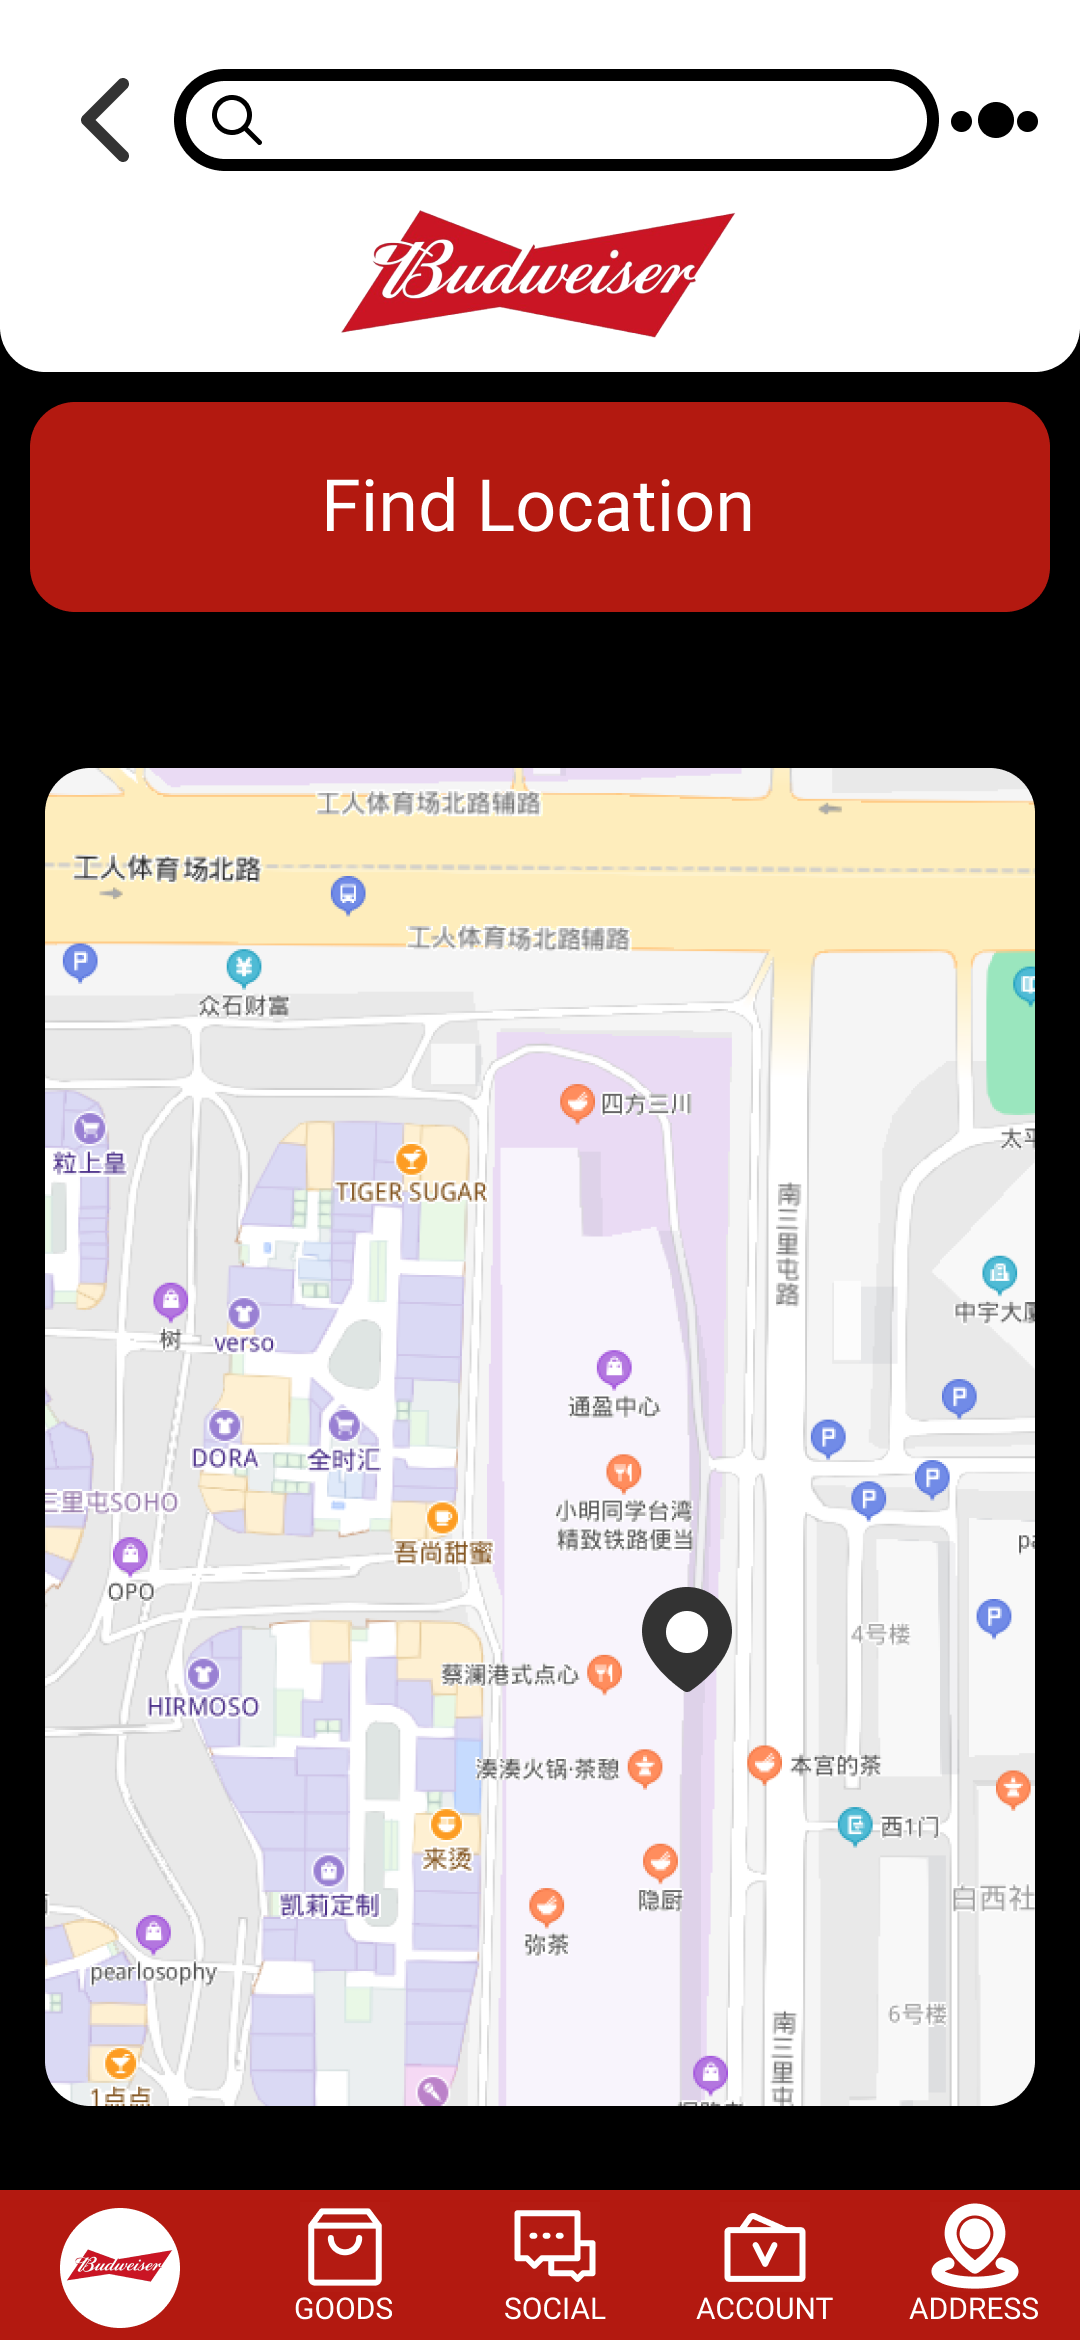 Budweiser
Find Location
工人体育场北路辅路
工人体育场北路
工人体育场北路辅路
众石财富
四方三川
太平
粒上皇
TIGER SUGAR
南三里屯路
中宇大厦
树
verso
通盈中心
DORA
全时汇
三里屯SOHO
小明同学台湾
精致铁路便当
吾尚甜蜜
OPO
4号楼
蔡澜港式点心
HIRMOSO
湊湊火锅·茶憩
本宫的茶
西1门
来烫
凯莉定制
隐厨
白西社
弥茶
pearlosophy
6号楼
南三里屯
1点点
Budweiser
GOODS
SOCIAL
ACCOUNT
ADDRESS